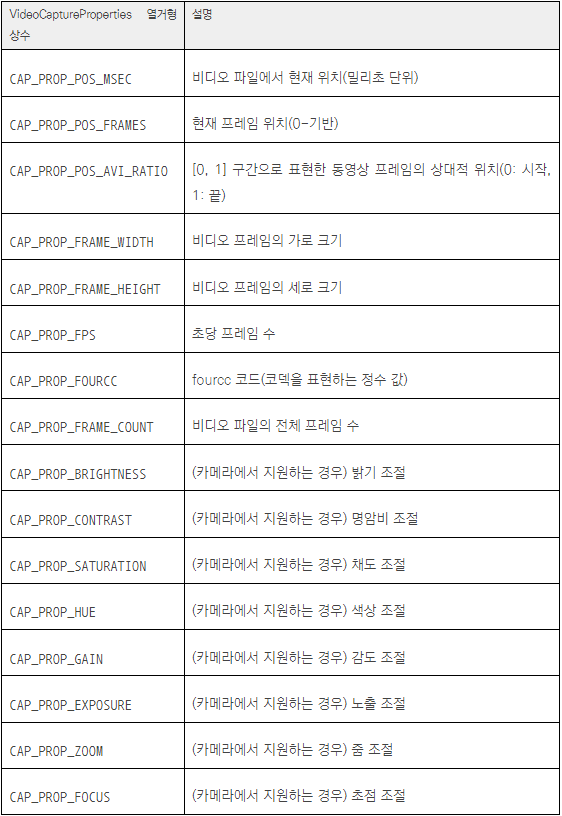 VideoCaptureProperties 열거형 설명
상수
CAP_PROP_POS_MSEC 비디오 파일에서 현재 위치(밀리초 단위)
CAP_PROP_POS_FRAMES 현재 프레임 위치(0-기반)
CAP_PROP_POS_AVI_RATIO [0, 1] 구간으로 표현한 동영상 프레임의 상대적 위치(0: 시작,
1: 끝)
CAP_PROP_FRAME_WIDTH 비디오 프레임의 가로 크기
CAP_PROP_FRAME_HEIGHT 비디오 프레임의 세로 크기
CAP_PROP_FPS 초당 프레임 수
CAP_PROP_FOURCC fourcc 코드(코덱을 표현하는 정수 값)
CAP_PROP_FRAME_COUNT 비디오 파일의 전체 프레임 수
CAP_PROP_BRIGHTNESS (카메라에서 지원하는 경우) 밝기 조절
CAP_PROP_CONTRAST (카메라에서 지원하는 경우) 명암비 조절
CAP_PROP_SATURATION (카메라에서 지원하는 경우) 채도 조절
CAP_PROP_HUE (카메라에서 지원하는 경우) 색상 조절
CAP_PROP_GAIN (카메라에서 지원하는 경우) 감도 조절
CAP_PROP_EXPOSURE (카메라에서 지원하는 경우) 노출 조절
CAP_PROP_ZOOM (카메라에서 지원하는 경우) 줌 조절
CAP_PROP_FOCUS (카메라에서 지원하는 경우) 초점 조절